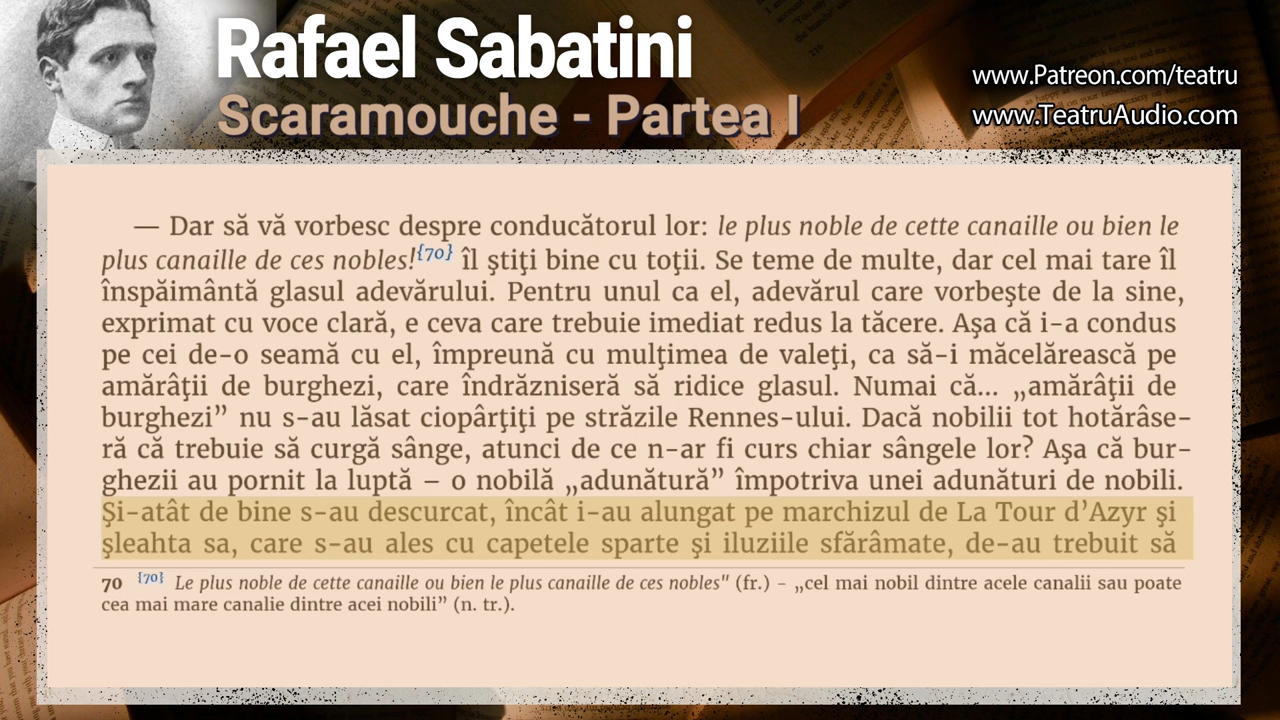 Rafael Sabatini
Scaramouche - Partea I
www.Patreon.com/teatru
www.TeatruAudio.com
— Dar să vă vorbesc despre conducătorul lor: le plus noble de cette canaille ou bien le
plus canaille de ces nobles!{70} îl ştiţi bine cu toţii. Se teme de multe, dar cel mai tare îl
înspăimântă glasul adevărului. Pentru unul ca el, adevărul care vorbeşte de la sine,
exprimat cu voce clară, e ceva care trebuie imediat redus la tăcere. Aşa că i-a condus
pe cei de-o seamă cu el, împreună cu mulţimea de valeţi, ca să-i măcelărească pe
amărâţii de burghezi, care îndrăzniseră să ridice glasul. Numai că... „amărâţii de
burghezi” nu s-au lăsat ciopârţiţi pe străzile Rennes-ului. Dacă nobilii tot hotărâse-
ră că trebuie să curgă sânge, atunci de ce n-ar fi curs chiar sângele lor? Aşa că bur-
ghezii au pornit la luptă – o nobilă „adunătură” împotriva unei adunături de nobili.
Şi-atât de bine s-au descurcat, încât i-au alungat pe marchizul de La Tour d’Azyr şi
şleahta sa, care s-au ales cu capetele sparte şi iluziile sfărâmate, de-au trebuit să
70 {70} Le plus noble de cette canaille ou bien le plus canaille de ces nobles" (fr.) - „cel mai nobil dintre acele canalii sau poate
cea mai mare canalie dintre acei nobili” (n. tr.).